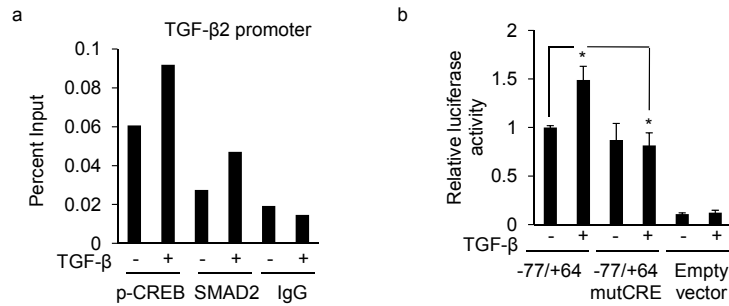 a
TGF-β2 promoter
Percent Input
0.1
0.08
0.06
0.04
0.02
0
TGF-β - + - + - +
p-CREB SMAD2 IgG
b
Relative luciferase
activity
2
1.5
1
0.5
0
* *
TGF-β - + - + - +
-77/+64 -77/+64 Empty
mutCRE vector